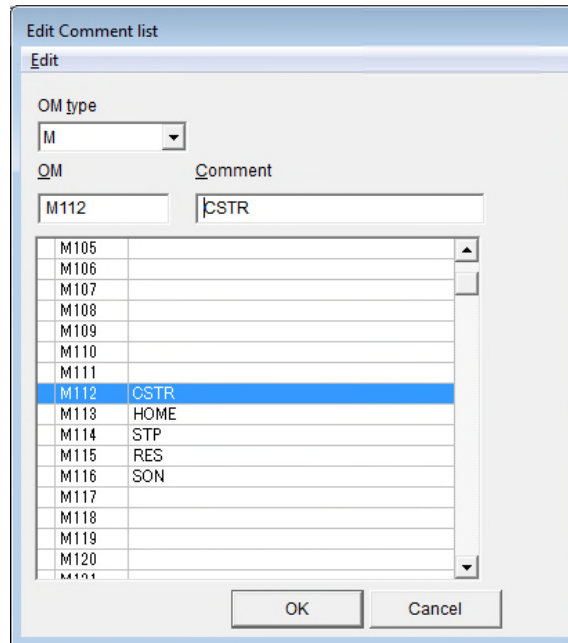 Edit Comment list
Edit
OM type
M
OM Comment
M112 CSTR
M105
M106
M107
M108
M109
M110
M111
M112 CSTR
M113 HOME
M114 STP
M115 RES
M116 SON
M117
M118
M119
M120
M121
OK Cancel